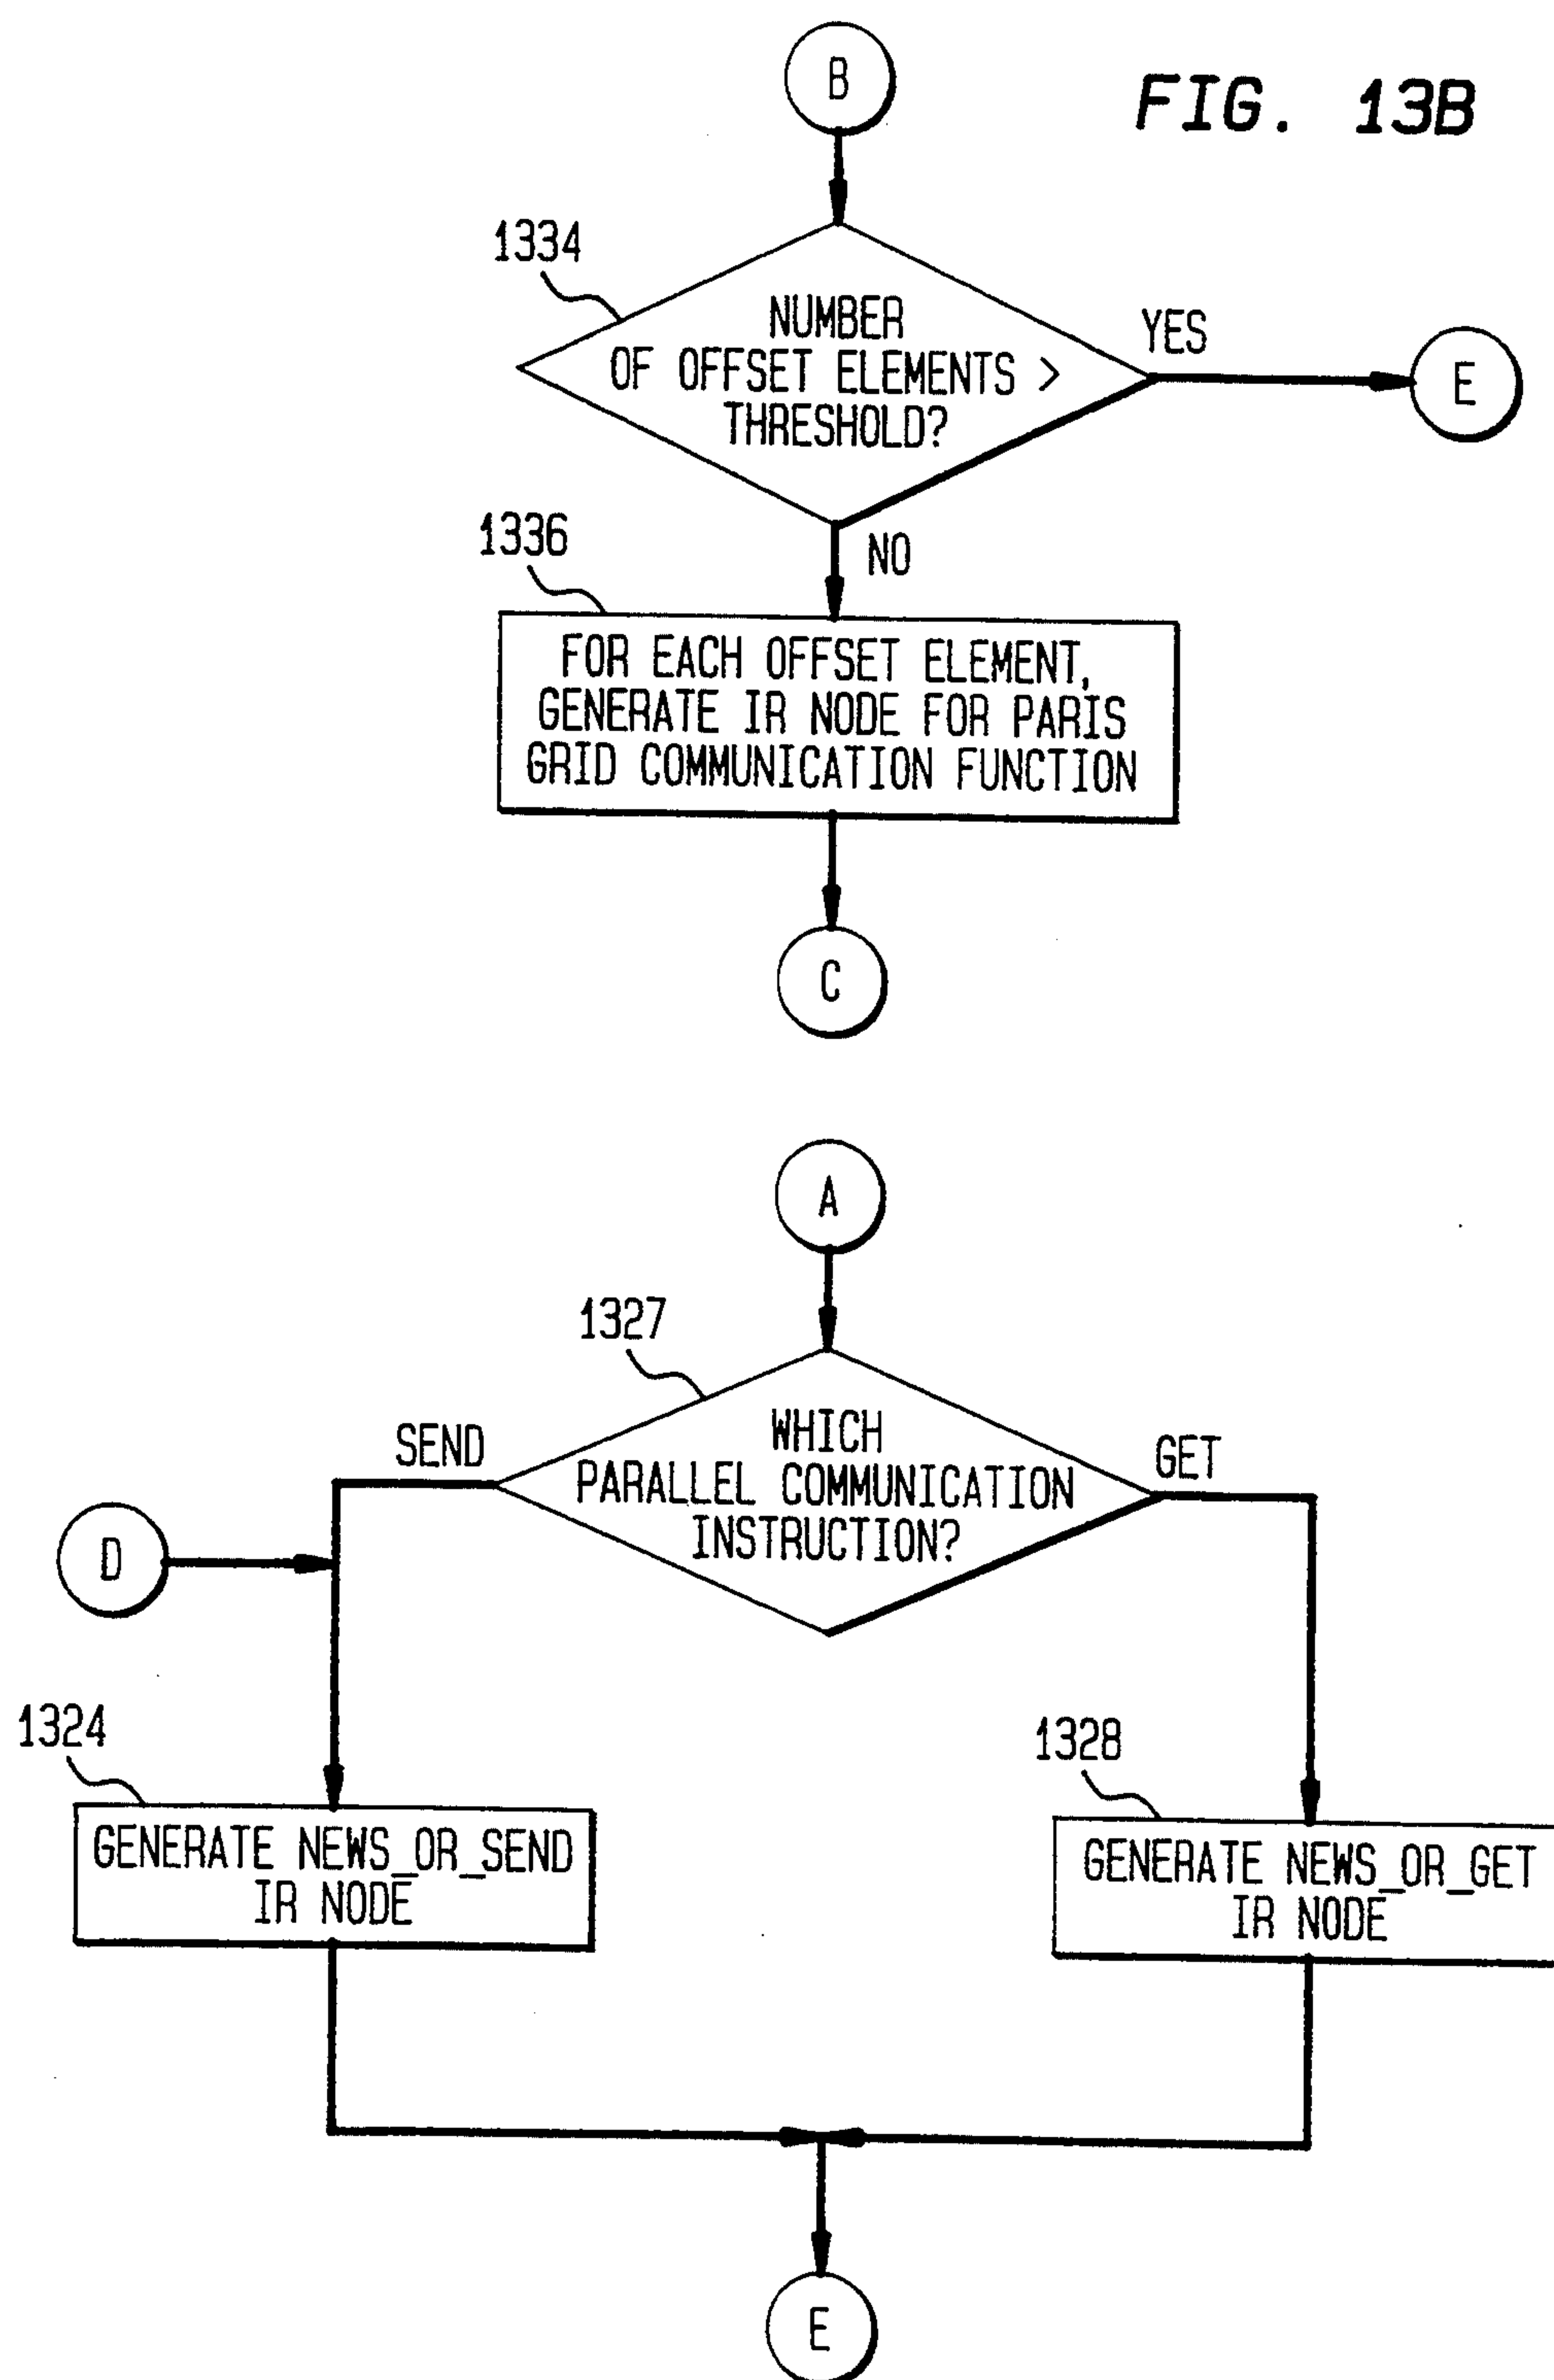 B
FIG. 13B
1334
NUMBER
OF OFFSET ELEMENTS >
THRESHOLD?
YES
E
NO
1336
FOR EACH OFFSET ELEMENT,
GENERATE IR NODE FOR PARIS
GRID COMMUNICATION FUNCTION
C
A
1327
SEND
WHICH
PARALLEL COMMUNICATION
INSTRUCTION?
GET
D
1324
GENERATE NEWS_OR_SEND
IR NODE
1328
GENERATE NEWS_OR_GET
IR NODE
E